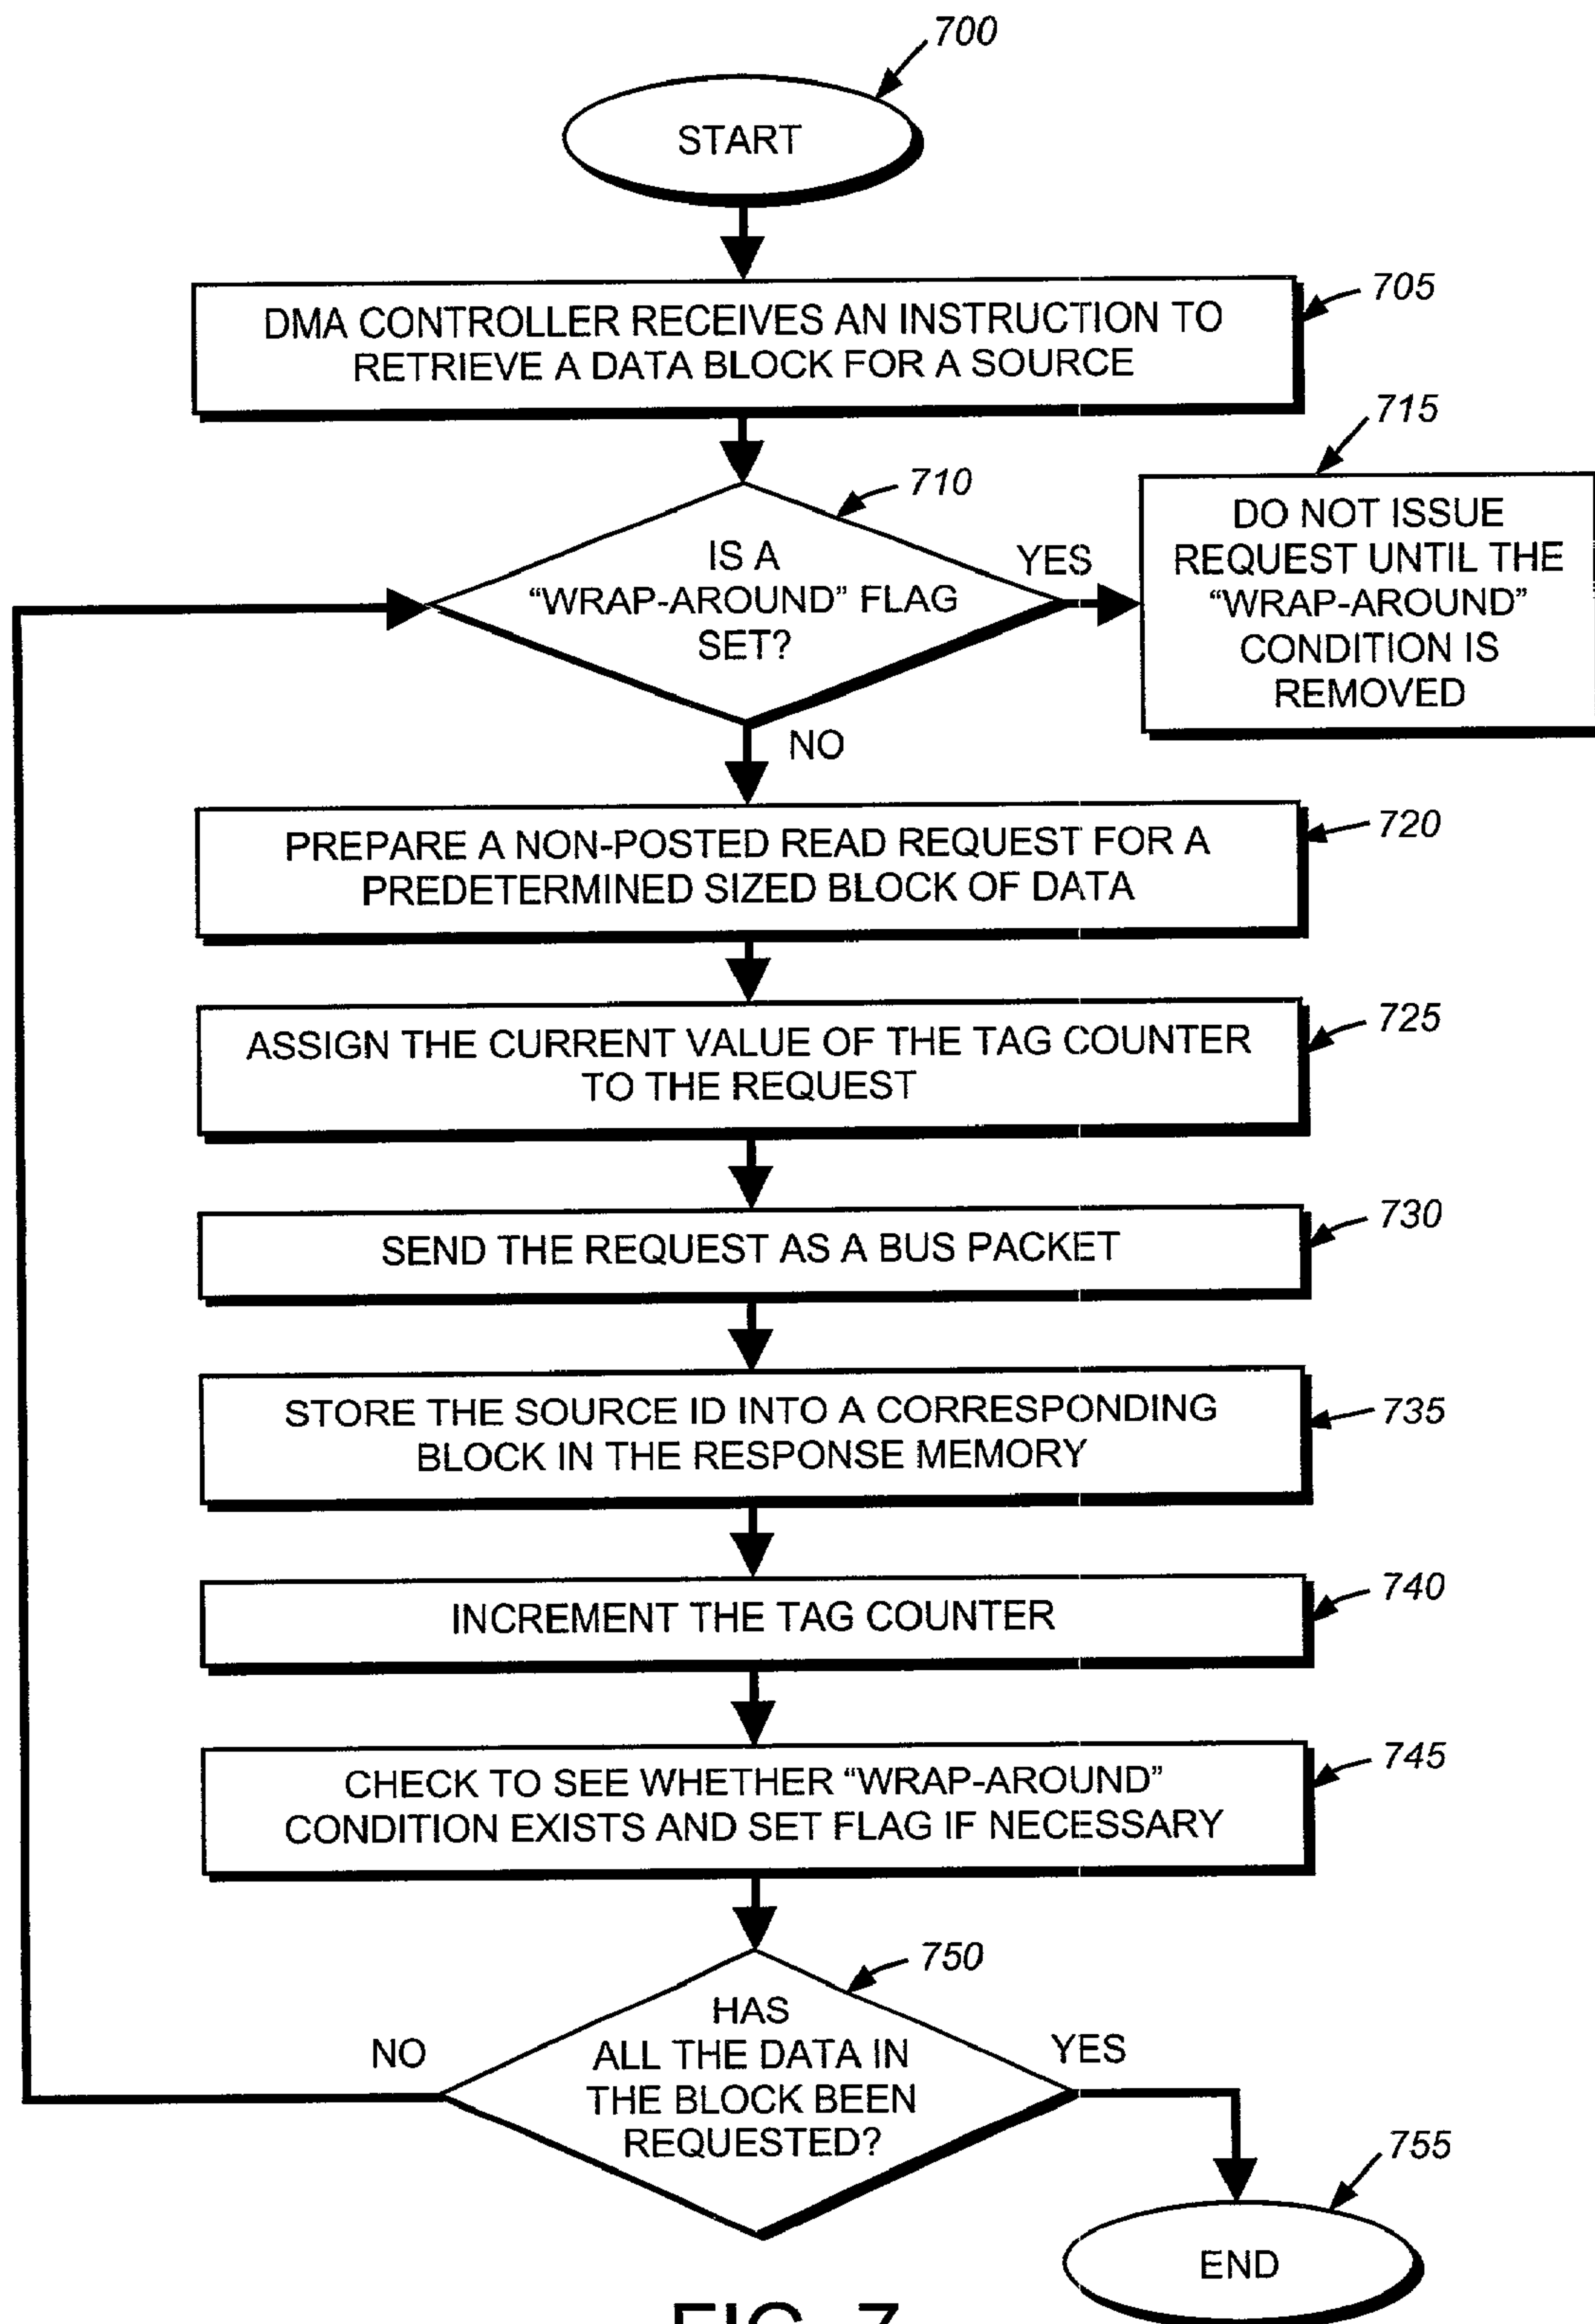 700
START
705
DMA CONTROLLER RECEIVES AN INSTRUCTION TO
RETRIEVE A DATA BLOCK FOR A SOURCE
715
710
IS A
“WRAP-AROUND” FLAG
SET?
YES
DO NOT ISSUE
REQUEST UNTIL THE
“WRAP-AROUND”
CONDITION IS
REMOVED
NO
720
PREPARE A NON-POSTED READ REQUEST FOR A
PREDETERMINED SIZED BLOCK OF DATA
725
ASSIGN THE CURRENT VALUE OF THE TAG COUNTER
TO THE REQUEST
730
SEND THE REQUEST AS A BUS PACKET
735
STORE THE SOURCE ID INTO A CORRESPONDING
BLOCK IN THE RESPONSE MEMORY
740
INCREMENT THE TAG COUNTER
745
CHECK TO SEE WHETHER “WRAP-AROUND”
CONDITION EXISTS AND SET FLAG IF NECESSARY
750
HAS
ALL THE DATA IN
THE BLOCK BEEN
REQUESTED?
NO
YES
755
END
FIG. 7